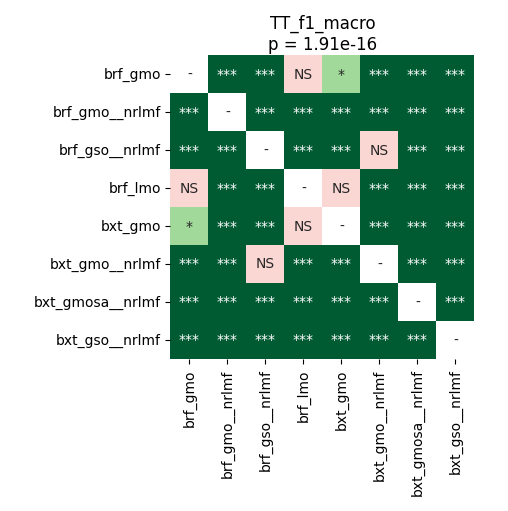 TT_f1_macro
p = 1.91e-16
brf_gmo - *** *** NS * *** *** ***
brf_gmo__nrlmf *** - *** *** *** *** *** ***
brf_gso__nrlmf *** *** - *** *** NS *** ***
brf_lmo NS *** *** - NS *** *** ***
bxt_gmo * *** *** NS - *** *** ***
bxt_gmo__nrlmf *** *** NS *** *** - *** ***
bxt_gmosa__nrlmf *** *** *** *** *** *** - ***
bxt_gso__nrlmf *** *** *** *** *** *** *** -
brf_gmo
brf_gmo__nrlmf
brf_gso__nrlmf
brf_lmo
bxt_gmo
bxt_gmo__nrlmf
bxt_gmosa__nrlmf
bxt_gso__nrlmf